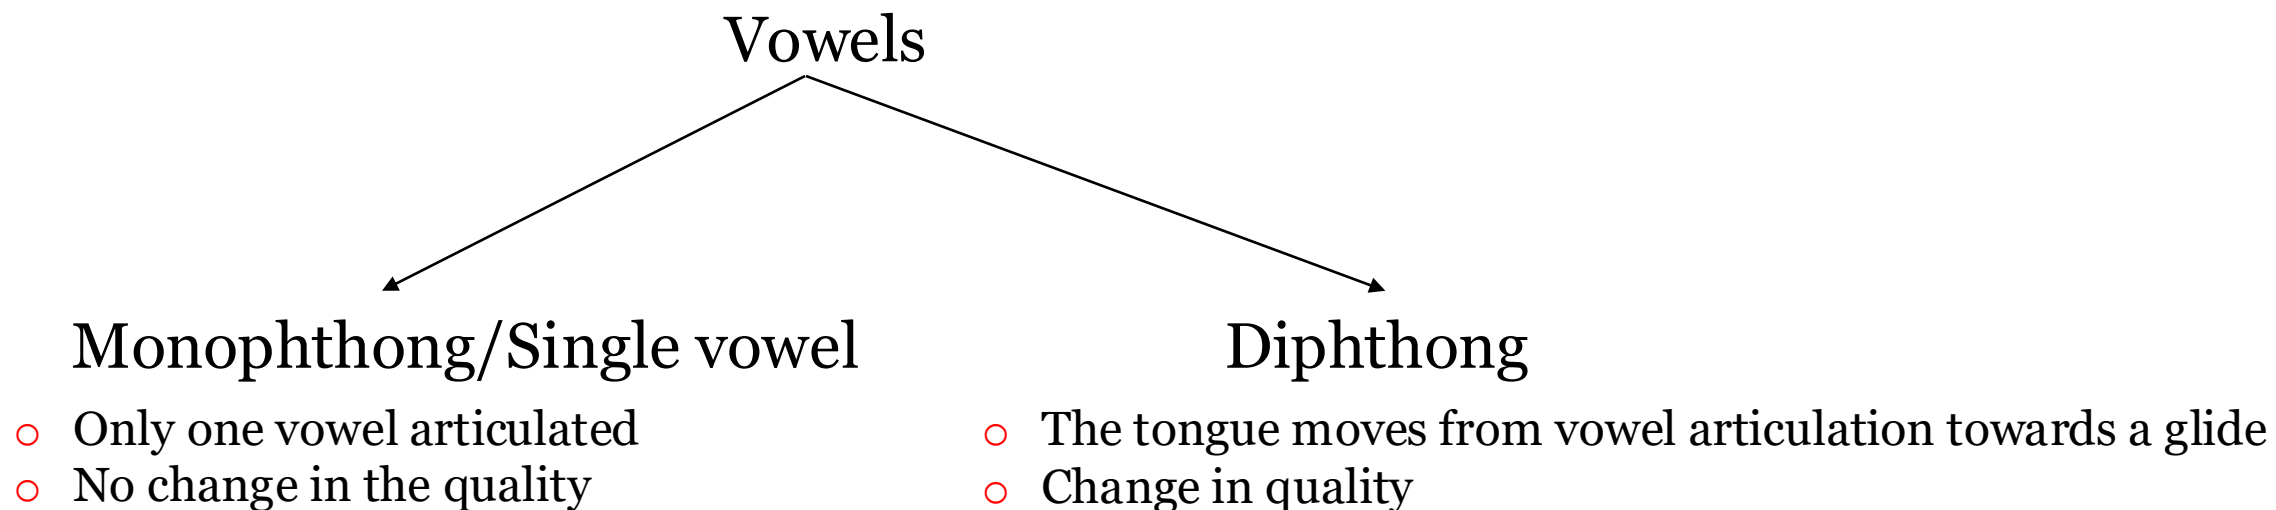 Vowels
Monophthong/Single vowel
Diphthong
Only one vowel articulated
No change in the quality
The tongue moves from vowel articulation towards a glide
Change in quality